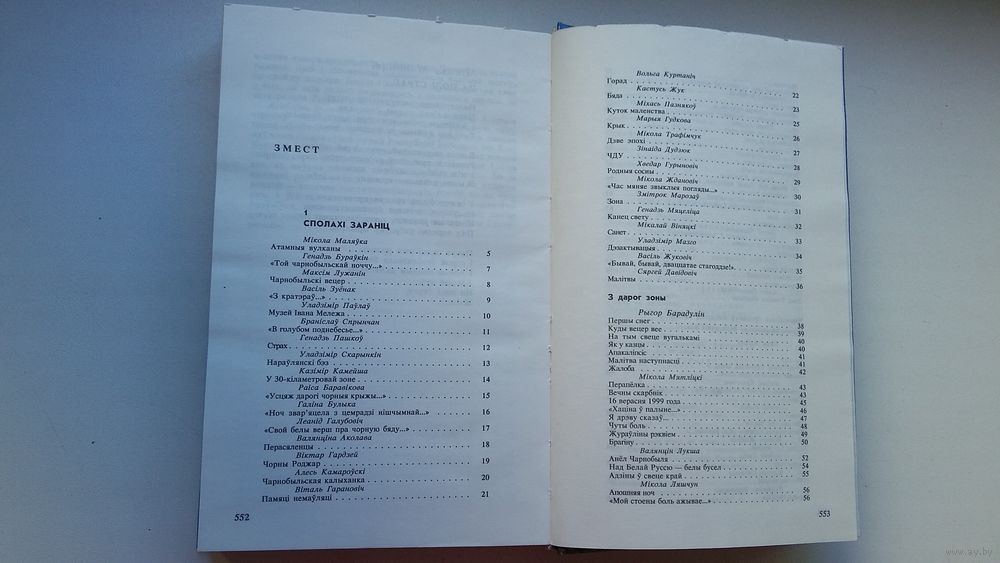 ЗМЕСТ
1
СПОЛАХІ ЗАРАНІЦ
Мікола Маляўка
Атамныя вулканы . . . 5
Генадзь Бураўкін
«Той чарнобыльскай ноччу...» . . . 7
Максім Лужанін
Чарнобыльскі вецер . . . 8
Васіль Зуёнак
«З кратэраў...» . . . 9
Уладзімір Паўлаў
Музей Івана Мележа . . . 10
Браніслаў Спрынчан
«В голубом поднебесье...» . . . 11
Генадзь Пашкоў
Страх . . . 12
Уладзімір Скарынкін
Нараўлянскі бэз . . . 13
Казімір Камейша
У 30-кіламетровай зоне . . . 14
Раіса Баравікова
«Усцяж дарогі чорныя крыжы...» . . . 15
Галіна Булыка
«Ноч звар'яцела з цемрадзі нішчымнай...» . . . 16
Леанід Галубовіч
«Свой белы верш пра чорную бяду...» . . . 17
Валянціна Аколава
Перасяленцы . . . 18
Віктар Гардзей
Чорны Роджар . . . 19
Алесь Камароўскі
Чарнобыльская калыханка . . . 20
Віталь Гарановіч
Памяці немаўляці . . . 21
552
Вольга Куртаніч
Горад . . . 22
Кастусь Жук
Бяда . . . 23
Міхась Пазнякоў
Куток маленства . . . 25
Марыя Гудкова
Крык . . . 26
Мікола Трафімчук
Дзве эпохі . . . 27
Зінаіда Дудзюк
ЧДУ . . . 28
Хведар Гурыновіч
Родныя сосны . . . 29
Мікола Ждановіч
«Час мяняе звыклыя погляды...» . . . 30
Змітрок Марозаў
Зона . . . 31
Генадзь Мяцеліца
Канец свету . . . 32
Мікалай Віняцкі
Санет . . . 33
Уладзімір Мазго
Дэзактывацыя . . . 34
Васіль Жуковіч
«Бывай, бывай, дванццатае стагоддзе!» . . . 35
Сяргей Давідовіч
Малітвы . . . 36
З дарог зоны
Рыгор Барадулін
Першы снег . . . 38
Куды вецер вее . . . 39
На тым свеце вугалькамі . . . 40
Як у казцы . . . 40
Апакаліпсіс . . . 41
Малітва наступнасці . . . 41
Жалоба . . . 42
Мікола Мятліцкі
Перапёлка . . . 43
Вечны скарбнік . . . 43
16 верасня 1999 года . . . 45
«Хаціна ў палыне...» . . . 46
Я дрэву сказаў... . . . 47
Чуты боль . . . 48
Жураўліны рэквіем . . . 49
Брагіну . . . 50
Валянцін Лукша
Анёл Чарнобыля . . . 52
Над Белай Руссю — белы бусел . . . 54
Адзіны ў свеце край . . . 55
Мікола Ляшчун
Апошняя ноч . . . 56
«Мой стоены боль ажывае...» . . . 56
553
www.ay.by